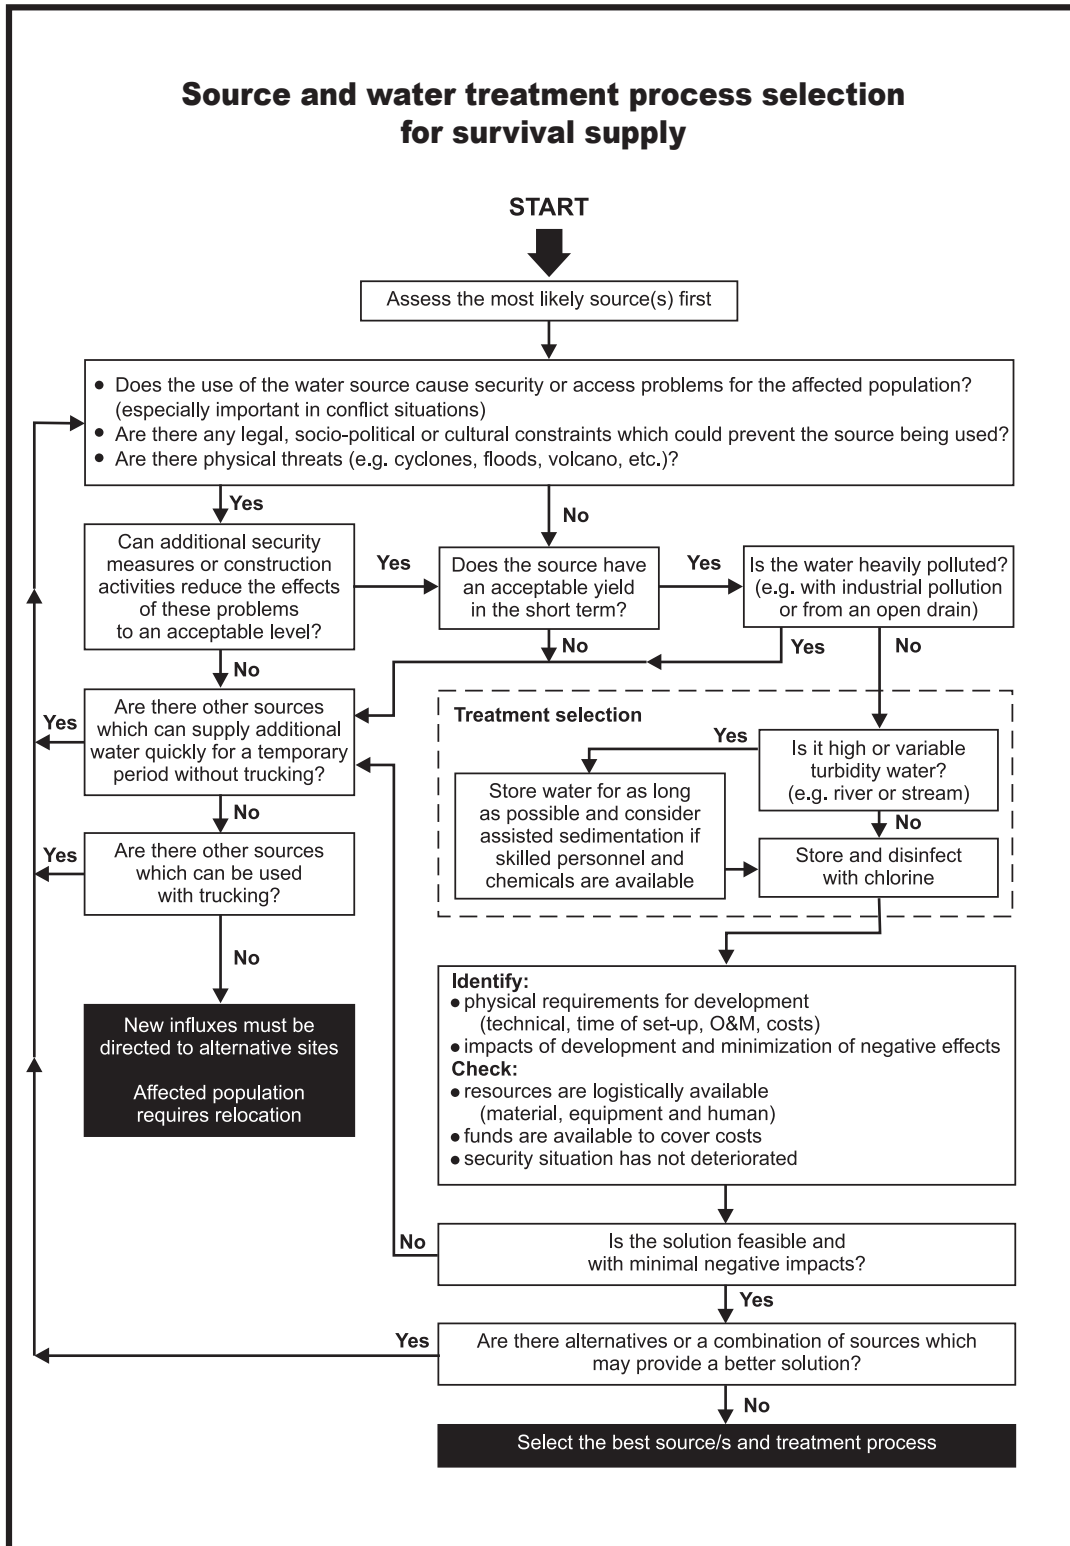 Source and water treatment process selection
for survival supply
START
Assess the most likely source(s) first
• Does the use of the water source cause security or access problems for the affected population?
(especially important in conflict situations)
• Are there any legal, socio-political or cultural constraints which could prevent the source being used?
• Are there physical threats (e.g. cyclones, floods, volcano, etc.)?
Yes
No
Can additional security
measures or construction
activities reduce the effects
of these problems
to an acceptable level?
Yes
Does the source have
an acceptable yield
in the short term?
Yes
Is the water heavily polluted?
(e.g. with industrial pollution
or from an open drain)
No
No
Yes
No
Are there other sources
which can supply additional
water quickly for a temporary
period without trucking?
Yes
Treatment selection
Yes
Is it high or variable
turbidity water?
(e.g. river or stream)
Store water for as long
as possible and consider
assisted sedimentation if
skilled personnel and
chemicals are available
No
Store and disinfect
with chlorine
No
Yes
Are there other sources
which can be used
with trucking?
No
New influxes must be
directed to alternative sites
Affected population
requires relocation
Identify:
• physical requirements for development
(technical, time of set-up, O&M, costs)
• impacts of development and minimization of negative effects
Check:
• resources are logistically available
(material, equipment and human)
• funds are available to cover costs
• security situation has not deteriorated
No
Is the solution feasible and
with minimal negative impacts?
Yes
Yes
Are there alternatives or a combination of sources which
may provide a better solution?
No
Select the best source/s and treatment process